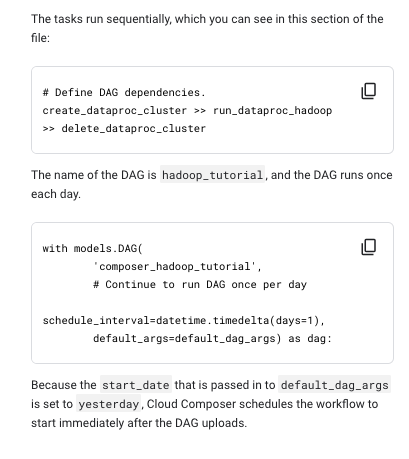 The tasks run sequentially, which you can see in this section of the
file:
# Define DAG dependencies.
create_dataproc_cluster >> run_dataproc_hadoop
>> delete_dataproc_cluster
The name of the DAG is hadoop_tutorial, and the DAG runs once
each day.
with models.DAG(
        'composer_hadoop_tutorial',
        # Continue to run DAG once per day
schedule_interval=datetime.timedelta(days=1),
        default_args=default_dag_args) as dag:
Because the start_date that is passed in to default_dag_args
is set to yesterday, Cloud Composer schedules the workflow to
start immediately after the DAG uploads.